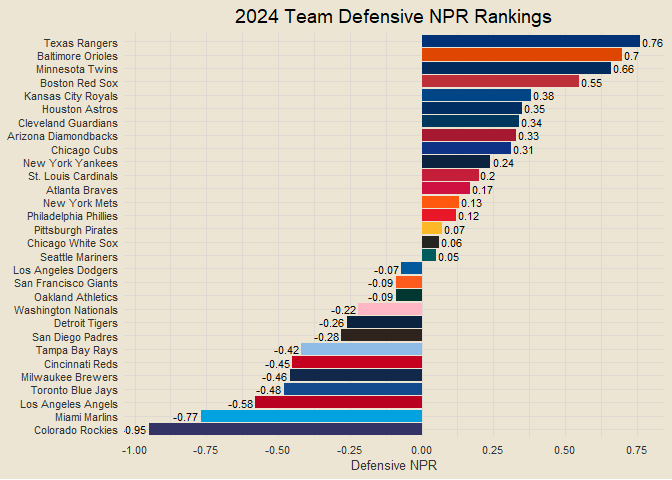 2024 Team Defensive NPR Rankings
Texas Rangers 0.76
Baltimore Orioles 0.7
Minnesota Twins 0.66
Boston Red Sox 0.55
Kansas City Royals 0.38
Houston Astros 0.35
Cleveland Guardians 0.34
Arizona Diamondbacks 0.33
Chicago Cubs 0.31
New York Yankees 0.24
St. Louis Cardinals 0.2
Atlanta Braves 0.17
New York Mets 0.13
Philadelphia Phillies 0.12
Pittsburgh Pirates 0.07
Chicago White Sox 0.06
Seattle Mariners 0.05
Los Angeles Dodgers -0.07
San Francisco Giants -0.09
Oakland Athletics -0.09
Washington Nationals -0.22
Detroit Tigers -0.26
San Diego Padres -0.28
Tampa Bay Rays -0.42
Cincinnati Reds -0.45
Milwaukee Brewers -0.46
Toronto Blue Jays -0.48
Los Angeles Angels -0.58
Miami Marlins -0.77
Colorado Rockies -0.95
-1.00 -0.75 -0.50 -0.25 0.00 0.25 0.50 0.75
Defensive NPR